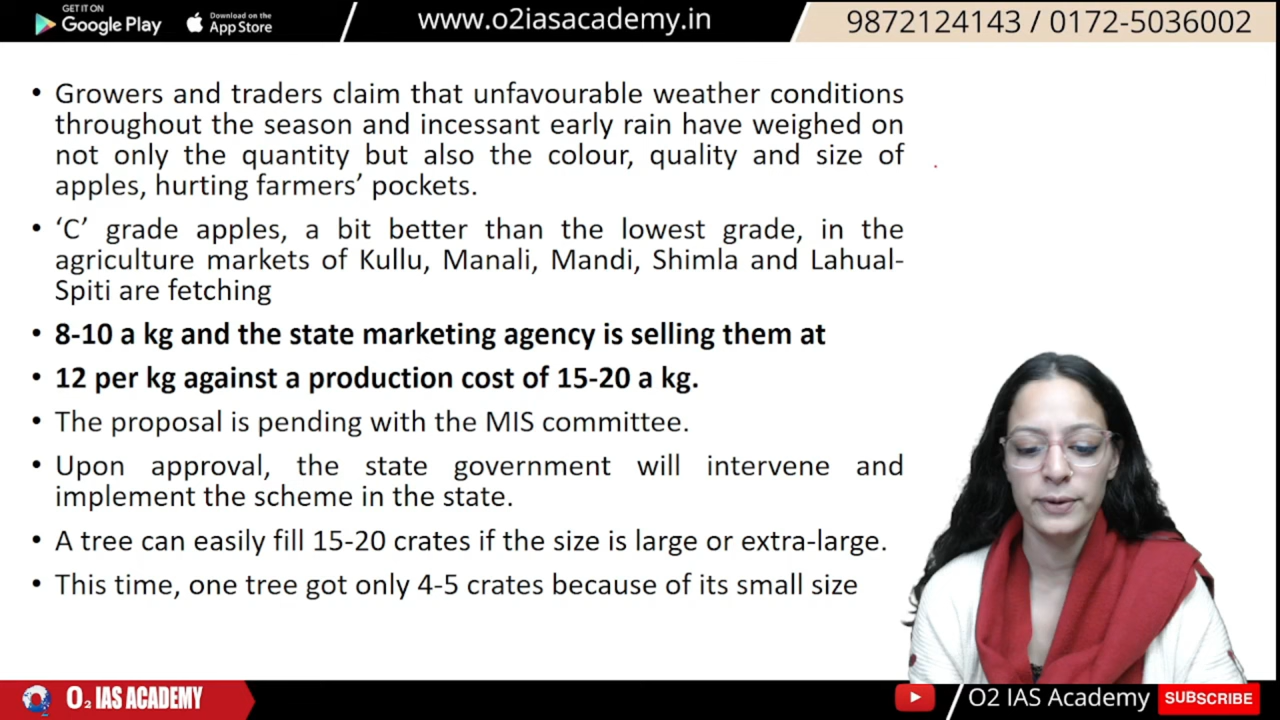 GET IT ON
Google Play
Download on the
App Store
www.o2iasacademy.in
9872124143 / 0172-5036002
• Growers and traders claim that unfavourable weather conditions
throughout the season and incessant early rain have weighed on
not only the quantity but also the colour, quality and size of
apples, hurting farmers’ pockets.
• ‘C’ grade apples, a bit better than the lowest grade, in the
agriculture markets of Kullu, Manali, Mandi, Shimla and Lahual-
Spiti are fetching
• 8-10 a kg and the state marketing agency is selling them at
• 12 per kg against a production cost of 15-20 a kg.
• The proposal is pending with the MIS committee.
• Upon approval, the state government will intervene and
implement the scheme in the state.
• A tree can easily fill 15-20 crates if the size is large or extra-large.
• This time, one tree got only 4-5 crates because of its small size
O₂ IAS ACADEMY
O2 IAS Academy
SUBSCRIBE